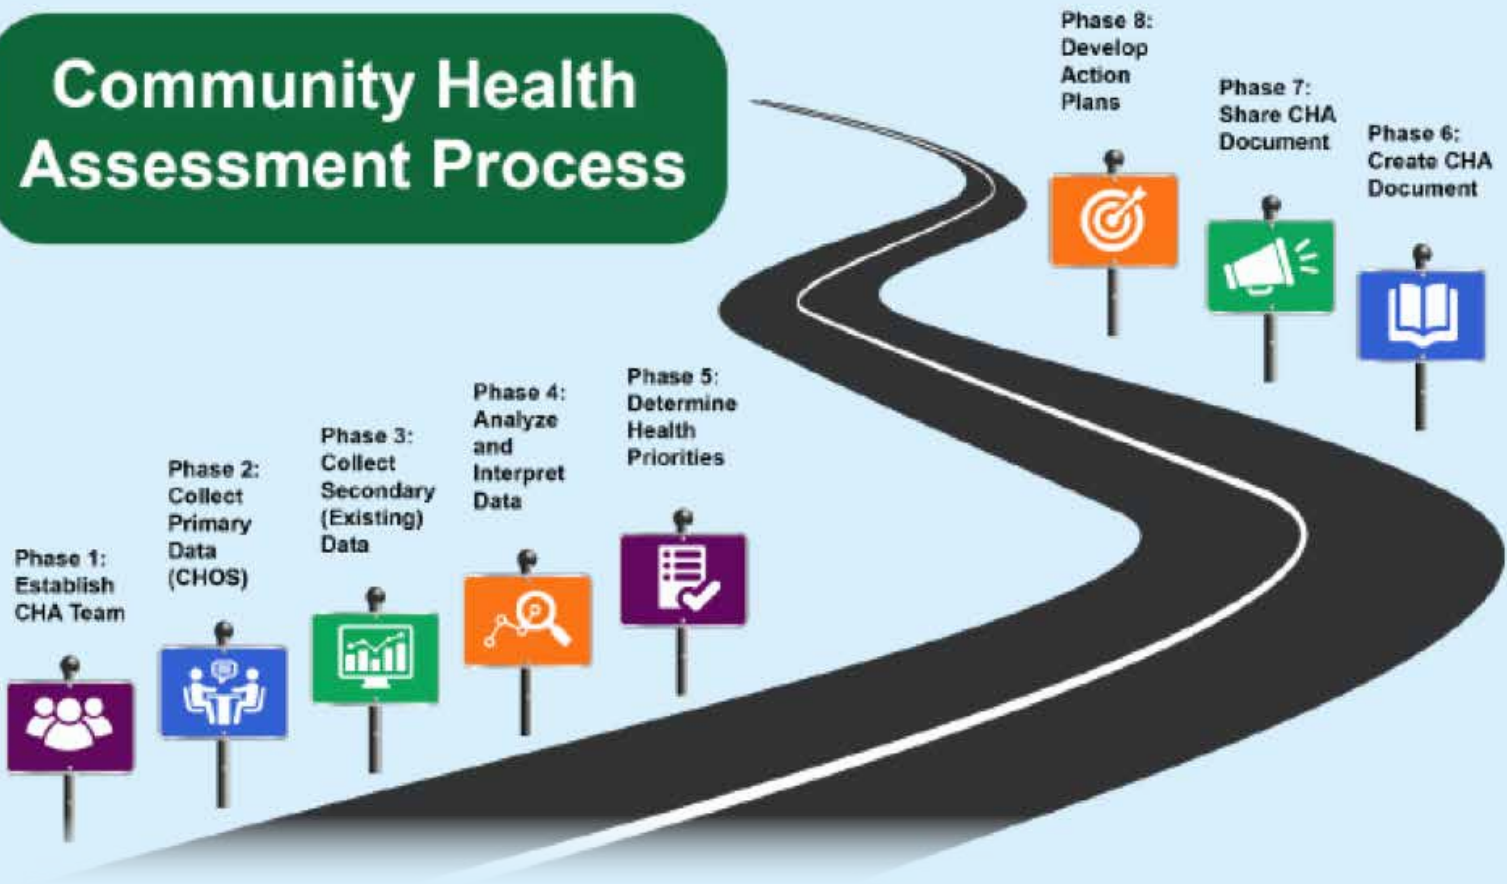 Community Health
Assessment Process
Phase 1:
Establish
CHA Team
Phase 2:
Collect
Primary
Data
(CHOS)
Phase 3:
Collect
Secondary
(Existing)
Data
Phase 4:
Analyze
and
Interpret
Data
Phase 5:
Determine
Health
Priorities
Phase 6:
Create CHA
Document
Phase 7:
Share CHA
Document
Phase 8:
Develop
Action
Plans